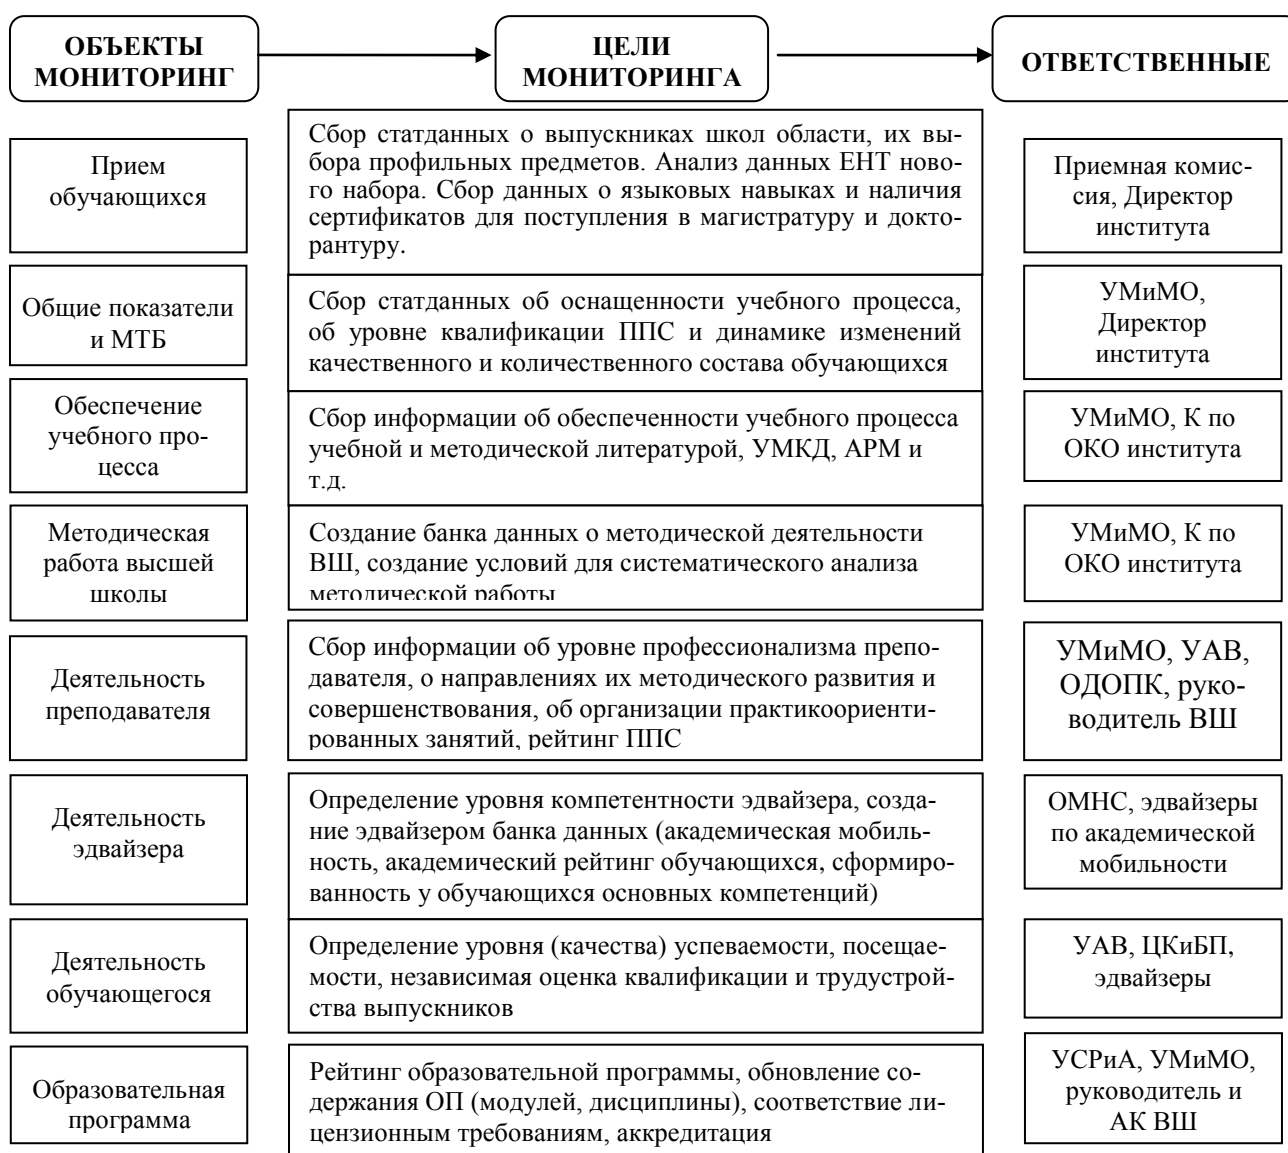 ОБЪЕКТЫ
МОНИТОРИНГ
ЦЕЛИ
МОНИТОРИНГА
ОТВЕТСТВЕННЫЕ
Прием
обучающихся
Сбор статданных о выпускниках школ области, их вы-
бора профильных предметов. Анализ данных ЕНТ ново-
го набора. Сбор данных о языковых навыках и наличия
сертификатов для поступления в магистратуру и докто-
рантуру.
Приемная комис-
сия, Директор
института
Общие показатели
и МТБ
Сбор статданных об оснащенности учебного процесса,
об уровне квалификации ППС и динамике изменений
качественного и количественного состава обучающихся
УМиМО,
Директор
института
Обеспечение
учебного про-
цесса
Сбор информации об обеспеченности учебного процесса
учебной и методической литературой, УМКД, АРМ и
т.д.
УМиМО, К по
ОКО института
Методическая
работа высшей
школы
Создание банка данных о методической деятельности
ВШ, создание условий для систематического анализа
методической работы
УМиМО, К по
ОКО института
Деятельность
преподавателя
Сбор информации об уровне профессионализма препо-
давателя, о направлениях их методического развития и
совершенствования, об организации практикоориенти-
рованных занятий, рейтинг ППС
УМиМО, УАВ,
ОДОПК, руко-
водитель ВШ
Деятельность
эдвайзера
Определение уровня компетентности эдвайзера, созда-
ние эдвайзером банка данных (академическая мобиль-
ность, академический рейтинг обучающихся, сформиро-
ванность у обучающихся основных компетенций)
ОМНС, эдвайзеры
по академической
мобильности
Деятельность
обучающегося
Определение уровня (качества) успеваемости, посещае-
мости, независимая оценка квалификации и трудустрой-
ства выпускников
УАВ, ЦКиБП,
эдвайзеры
Образовательная
программа
Рейтинг образовательной программы, обновление со-
держания ОП (модулей, дисциплины), соответствие ли-
цензионным требованиям, аккредитация
УСРиА, УМиМО,
руководитель и
АК ВШ